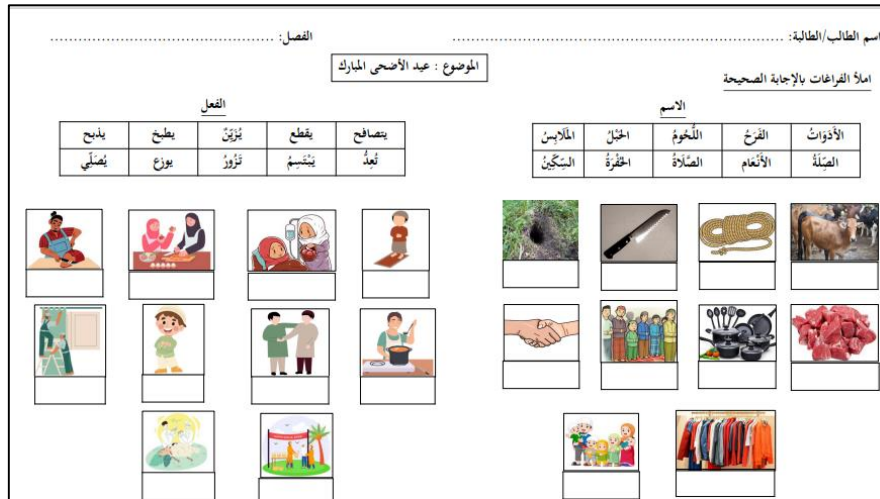 اسم الطالب/الطالبة: ........................................ الفصل: ........................................
الموضوع : عيد الأضحى المبارك
املأ الفراغات بالإجابة الصحيحة
الاسم
الأَدَوَاتُ الفَرَحُ اللُّحُومُ الحَبْلُ المَلَابِسُ
الصِّلَةُ الأَنْعَام الصَّلَاةُ الحُفْرَةُ السِّكِّينُ
الفعل
يتصافح يقطع يُزَيِّنُ يطبخ يذبح
تُعِدُّ يَبْتَسِمُ تَزُورُ يوزع يُصَلِّي